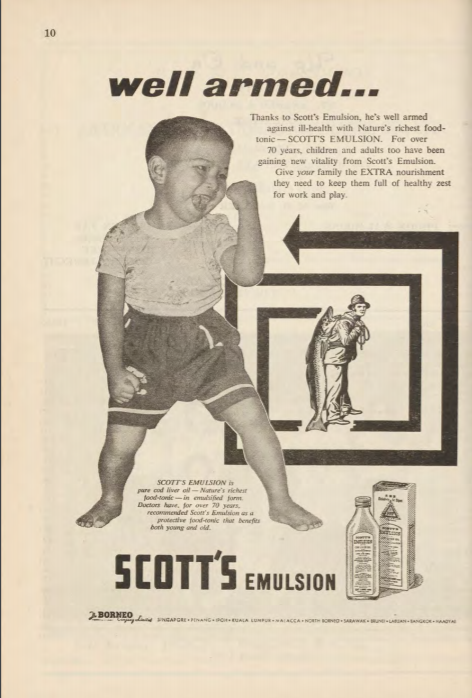 10
well armed...
Thanks to Scott's Emulsion, he's well armed
against ill-health with Nature's richest food-
tonic — SCOTT'S EMULSION. For over
70 years, children and adults too have been
gaining new vitality from Scott's Emulsion.
Give your family the EXTRA nourishment
they need to keep them full of healthy zest
for work and play.
SCOTT'S EMULSION is
pure cod liver oil — Nature's richest
food-tonic — in emulsified form.
Doctors have, for over 70 years,
recommended Scott's Emulsion as a
protective food-tonic that benefits
both young and old.
SCOTT'S EMULSION
The BORNEO Company Limited
SINGAPORE • PENANG • IPOH • KUALA LUMPUR • MALACCA • NORTH BORNEO • SARAWAK • BRUNEI • LABUAN • BANGKOK